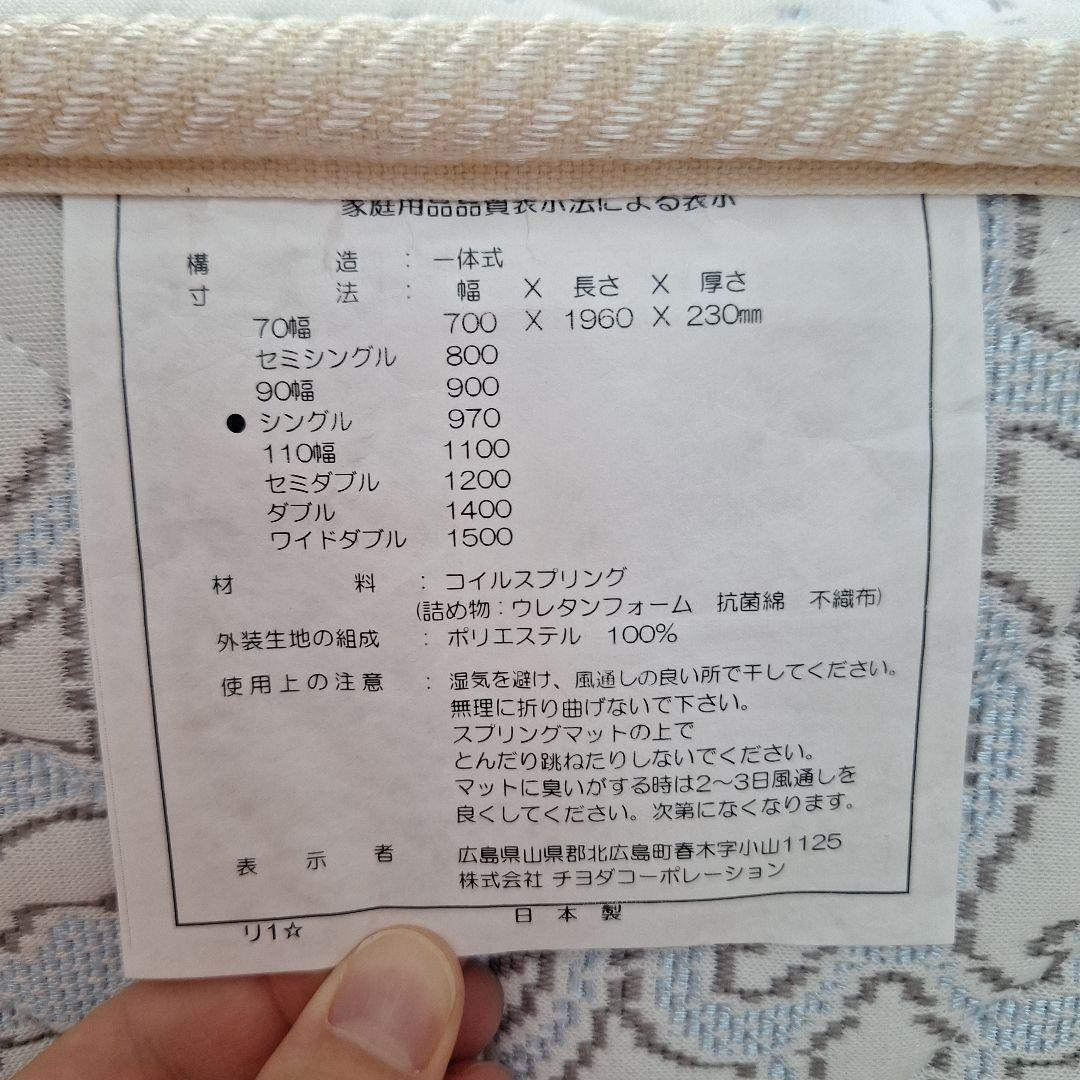 家庭用品品質表示法による表示
構造 : 一体式
寸法 : 幅 X 長さ X 厚さ
70幅 700 X 1960 X 230mm
セミシングル 800
90幅 900
● シングル 970
110幅 1100
セミダブル 1200
ダブル 1400
ワイドダブル 1500
材料 : コイルスプリング
(詰め物:ウレタンフォーム 抗菌綿 不織布)
外装生地の組成 : ポリエステル 100%
使用上の注意 : 湿気を避け、風通しの良い所で干してください。
無理に折り曲げないで下さい。
スプリングマットの上で
とんだり跳ねたりしないでください。
マットに臭いがする時は2〜3日風通しを
良くしてください。次第になくなります。
表示者 広島県山県郡北広島町春木字小山1125
株式会社 チヨダコーポレーション
日本製
リ1☆